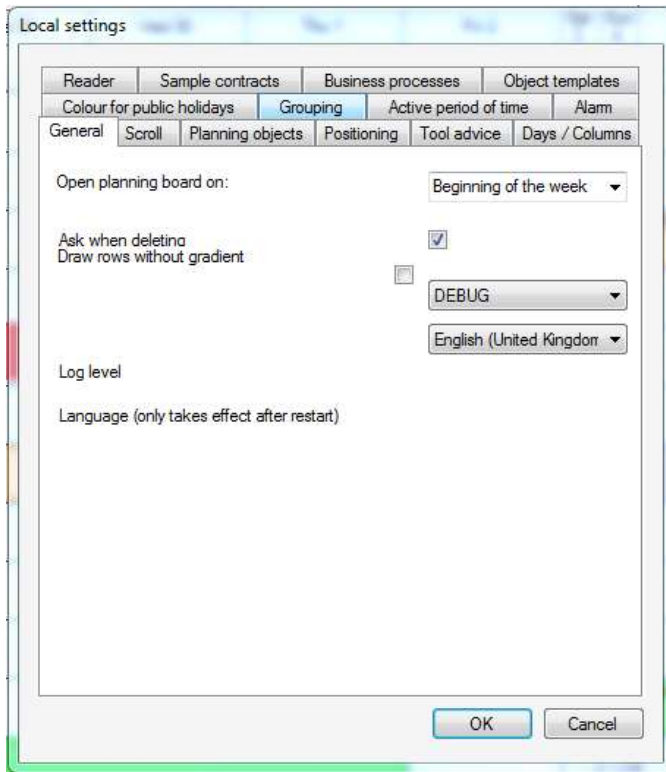 Local settings
Reader Sample contracts Business processes Object templates
Colour for public holidays Grouping Active period of time Alarm
General Scroll Planning objects Positioning Tool advice Days / Columns
Open planning board on: Beginning of the week
Ask when deleting
Draw rows without gradient
DEBUG
English (United Kingdom
Log level
Language (only takes effect after restart)
OK Cancel